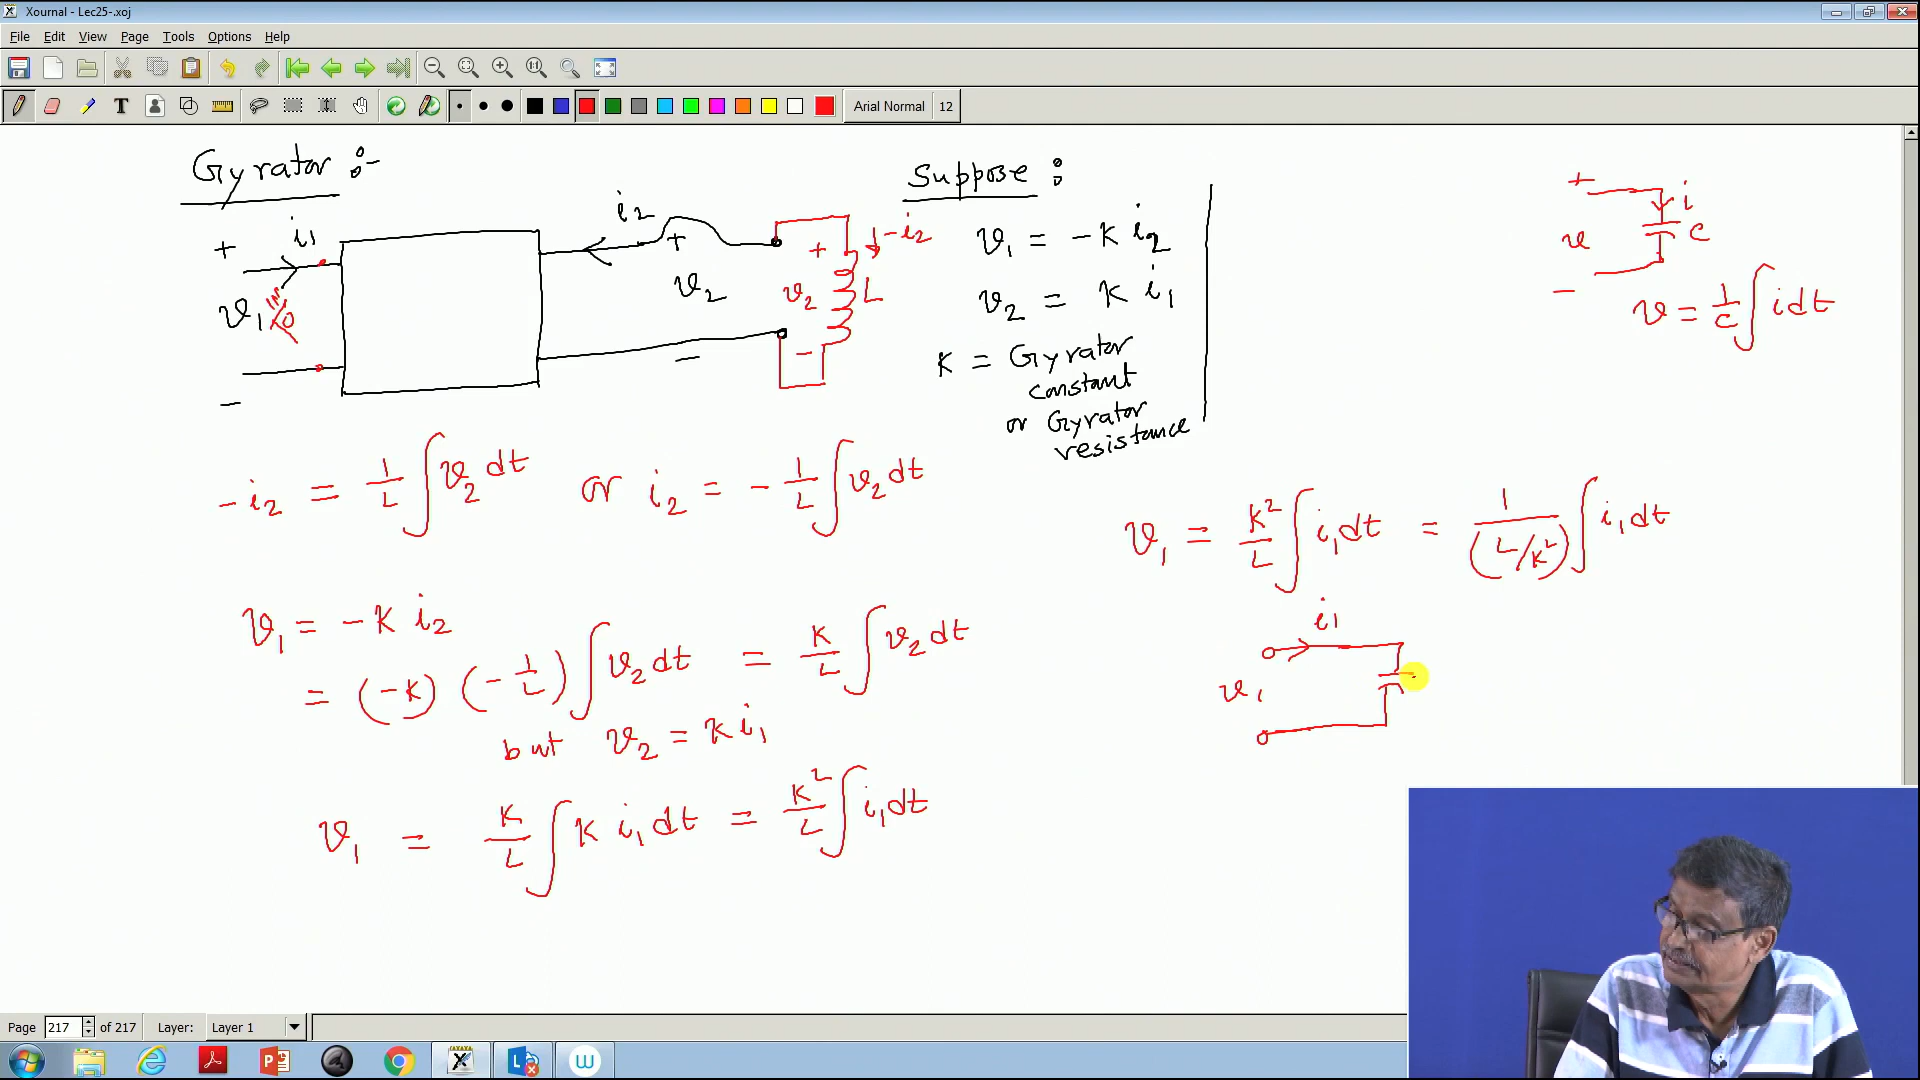 Xournal - Lec25-.xoj
File Edit View Page Tools Options Help
Arial Normal 12
Gyrator :-
i1
+
v1
-
i2
+
v2
-
-i2
+
v2
-
L
Suppose :
v1 = -K i2
v2 = K i1
K = Gyrator
constant
or Gyrator
resistance
+
i
v
C
-
v = 1/C ∫ i dt
-i2 = 1/L ∫ v2 dt or i2 = - 1/L ∫ v2 dt
v1 = -K i2
= (-K) (- 1/L) ∫ v2 dt = K/L ∫ v2 dt
but v2 = K i1
v1 = K/L ∫ K i1 dt = K²/L ∫ i1 dt
v1 = K²/L ∫ i1 dt = 1/(L/K²) ∫ i1 dt
i1
v1
Page 217 of 217 Layer: Layer 1